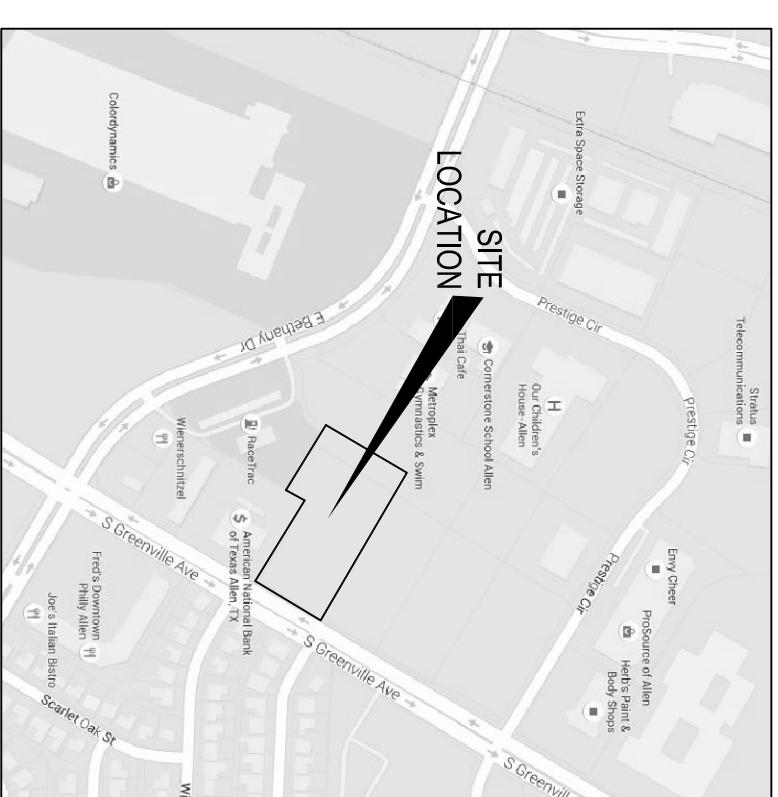 Stratus
Telecommunications
Extra Space Storage
Colordynamics
SITE
LOCATION
Prestige Cir
Prestige Cir
Prestige Cir
Our Children's
House-Allen
Cornerstone School Allen
Thai Cafe
Metroplex
Gymnastics & Swim
E Bethany Dr
RaceTrac
Wienerschnitzel
American National Bank
of Texas Allen, TX
Envy Cheer
ProSource of Allen
Herb's Paint &
Body Shops
S Greenville Ave
S Greenville Ave
S Greenvill
Fred's Downtown
Philly Allen
Joe's Italian Bistro
Scarlet Oak St
Wi